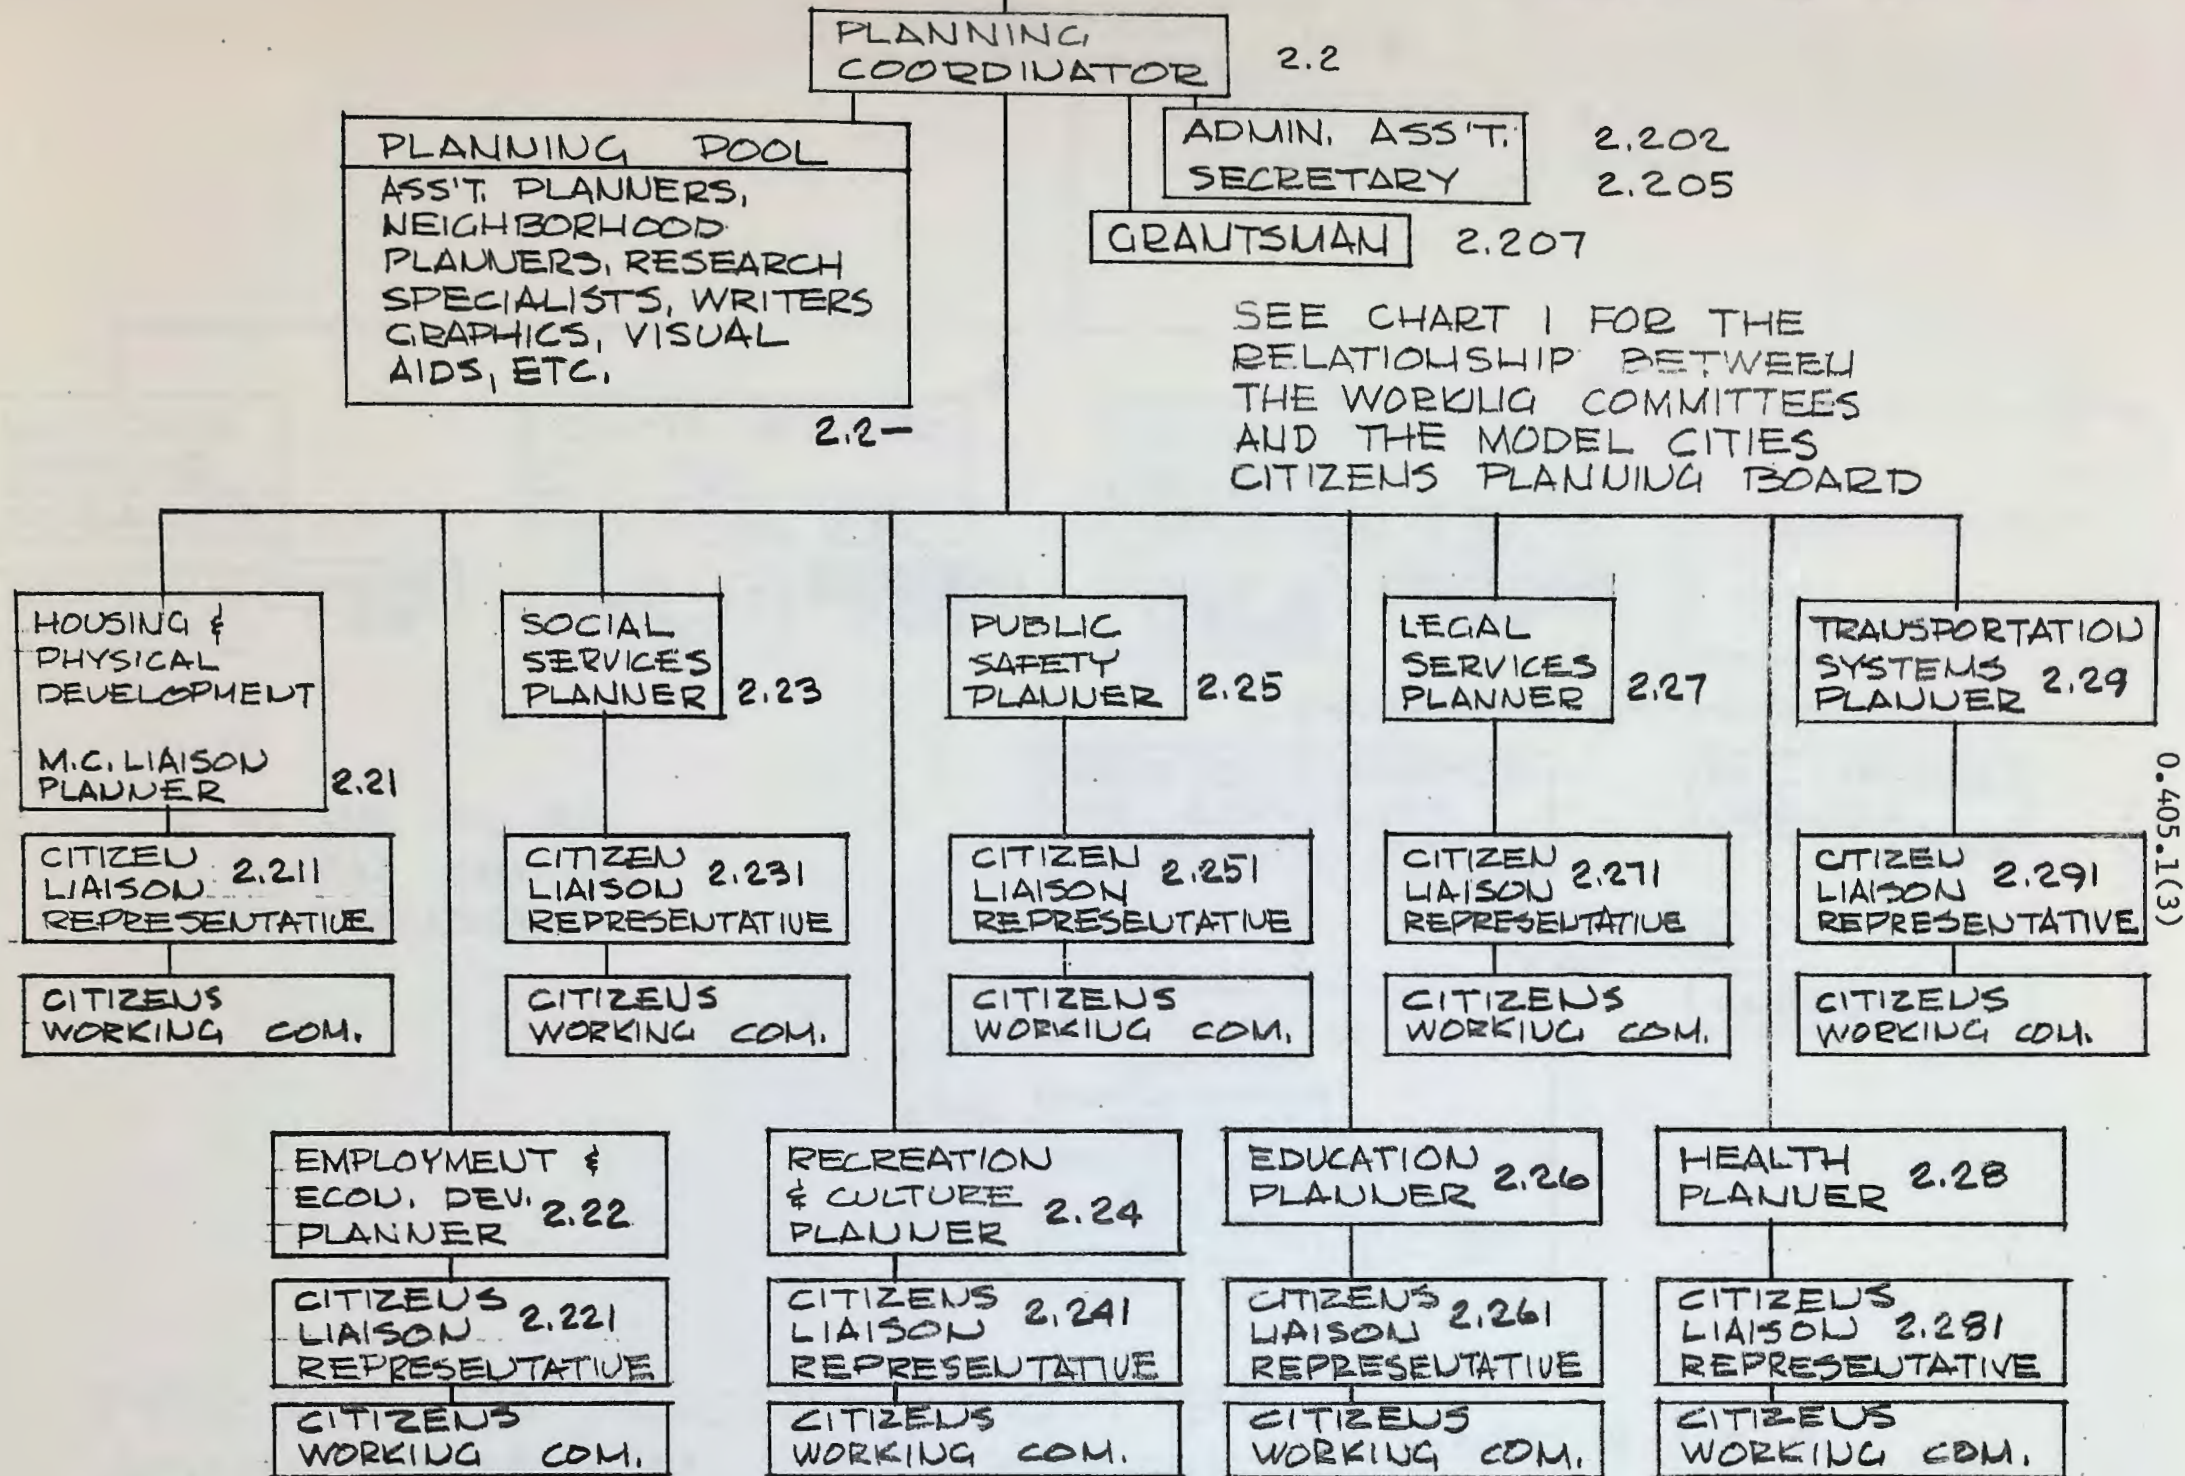 PLANNING
COORDINATOR
2.2
PLANNING POOL
ASS'T. PLANNERS,
NEIGHBORHOOD
PLANNERS, RESEARCH
SPECIALISTS, WRITERS
GRAPHICS, VISUAL
AIDS, ETC.
2.2—
ADMIN. ASS'T. 2.202
SECRETARY 2.205
GRANTSMAN 2.207
SEE CHART 1 FOR THE
RELATIONSHIP BETWEEN
THE WORKING COMMITTEES
AND THE MODEL CITIES
CITIZENS PLANNING BOARD
HOUSING &
PHYSICAL
DEVELOPMENT
M.C. LIAISON
PLANNER 2.21
CITIZEN
LIAISON 2.211
REPRESENTATIVE
CITIZENS
WORKING COM.
SOCIAL
SERVICES
PLANNER 2.23
CITIZEN
LIAISON 2.231
REPRESENTATIVE
CITIZENS
WORKING COM.
PUBLIC
SAFETY
PLANNER 2.25
CITIZEN
LIAISON 2.251
REPRESENTATIVE
CITIZENS
WORKING COM.
LEGAL
SERVICES
PLANNER 2.27
CITIZEN
LIAISON 2.271
REPRESENTATIVE
CITIZENS
WORKING COM.
TRANSPORTATION
SYSTEMS 2.29
PLANNER
CITIZEN
LIAISON 2.291
REPRESENTATIVE
CITIZENS
WORKING COM.
0.405.1(3)
EMPLOYMENT &
ECON. DEV.
PLANNER 2.22
CITIZENS
LIAISON 2.221
REPRESENTATIVE
CITIZENS
WORKING COM.
RECREATION
& CULTURE
PLANNER 2.24
CITIZENS
LIAISON 2.241
REPRESENTATIVE
CITIZENS
WORKING COM.
EDUCATION
PLANNER 2.26
CITIZENS
LIAISON 2.261
REPRESENTATIVE
CITIZENS
WORKING COM.
HEALTH
PLANNER 2.28
CITIZENS
LIAISON 2.281
REPRESENTATIVE
CITIZENS
WORKING COM.